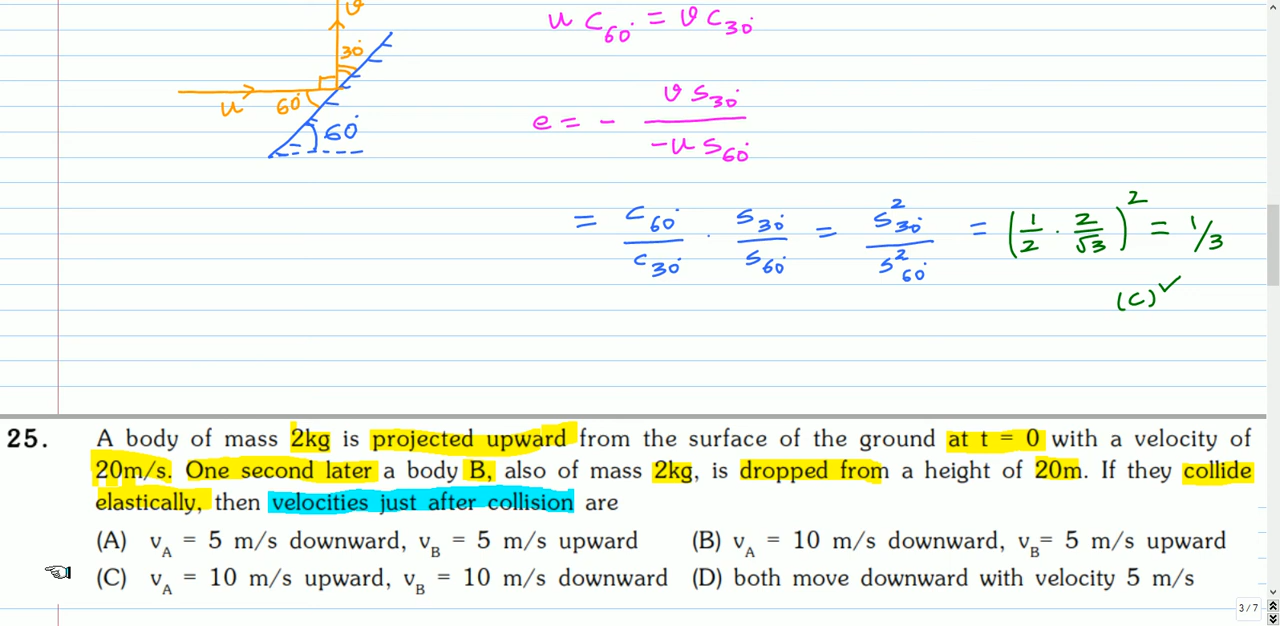 v
u C60° = v C30°
30°
u 60°
60°
e = - v S30° / -u S60°
= C60° / C30° . S30° / S60° = S²30° / S²60° = (1/2 . 2/√3)² = 1/3
(C) ✓
25. A body of mass 2kg is projected upward from the surface of the ground at t = 0 with a velocity of
20m/s. One second later a body B, also of mass 2kg, is dropped from a height of 20m. If they collide
elastically, then velocities just after collision are
(A) vA = 5 m/s downward, vB = 5 m/s upward (B) vA = 10 m/s downward, vB= 5 m/s upward
(C) vA = 10 m/s upward, vB = 10 m/s downward (D) both move downward with velocity 5 m/s
3/7